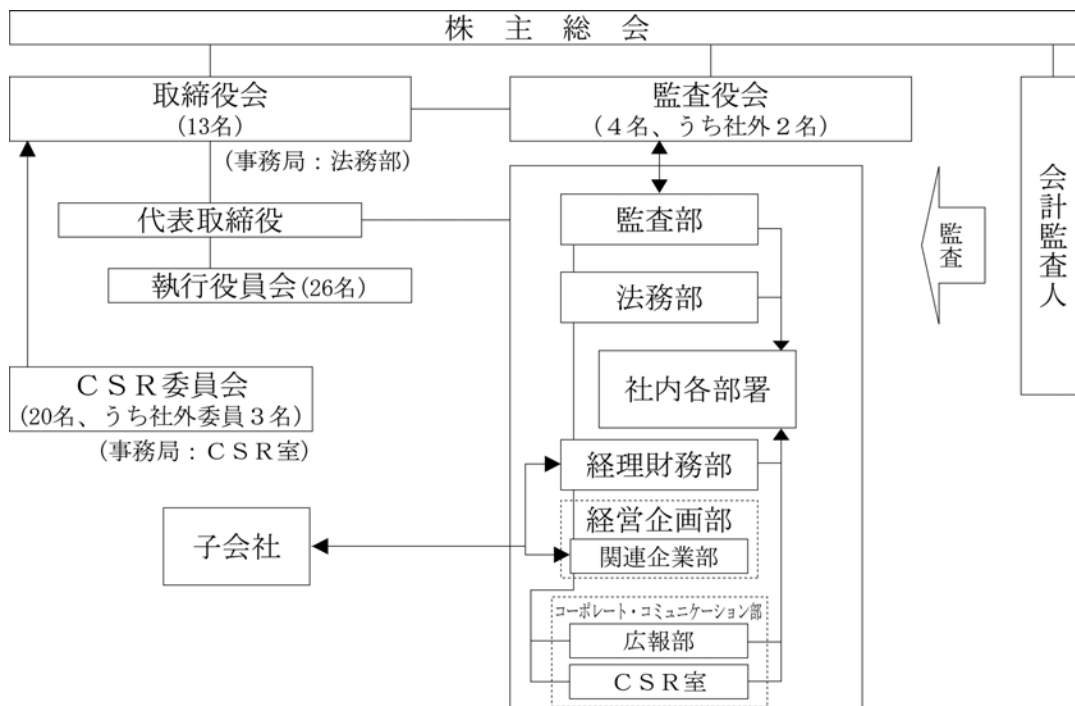 株 主 総 会
取締役会
(13名)
(事務局：法務部)
監査役会
(４名、うち社外２名)
会計監査人
監査
代表取締役
執行役員会(26名)
ＣＳＲ委員会
(20名、うち社外委員３名)
(事務局：ＣＳＲ室)
子会社
監査部
法務部
社内各部署
経理財務部
経営企画部
関連企業部
コーポレート・コミュニケーション部
広報部
ＣＳＲ室